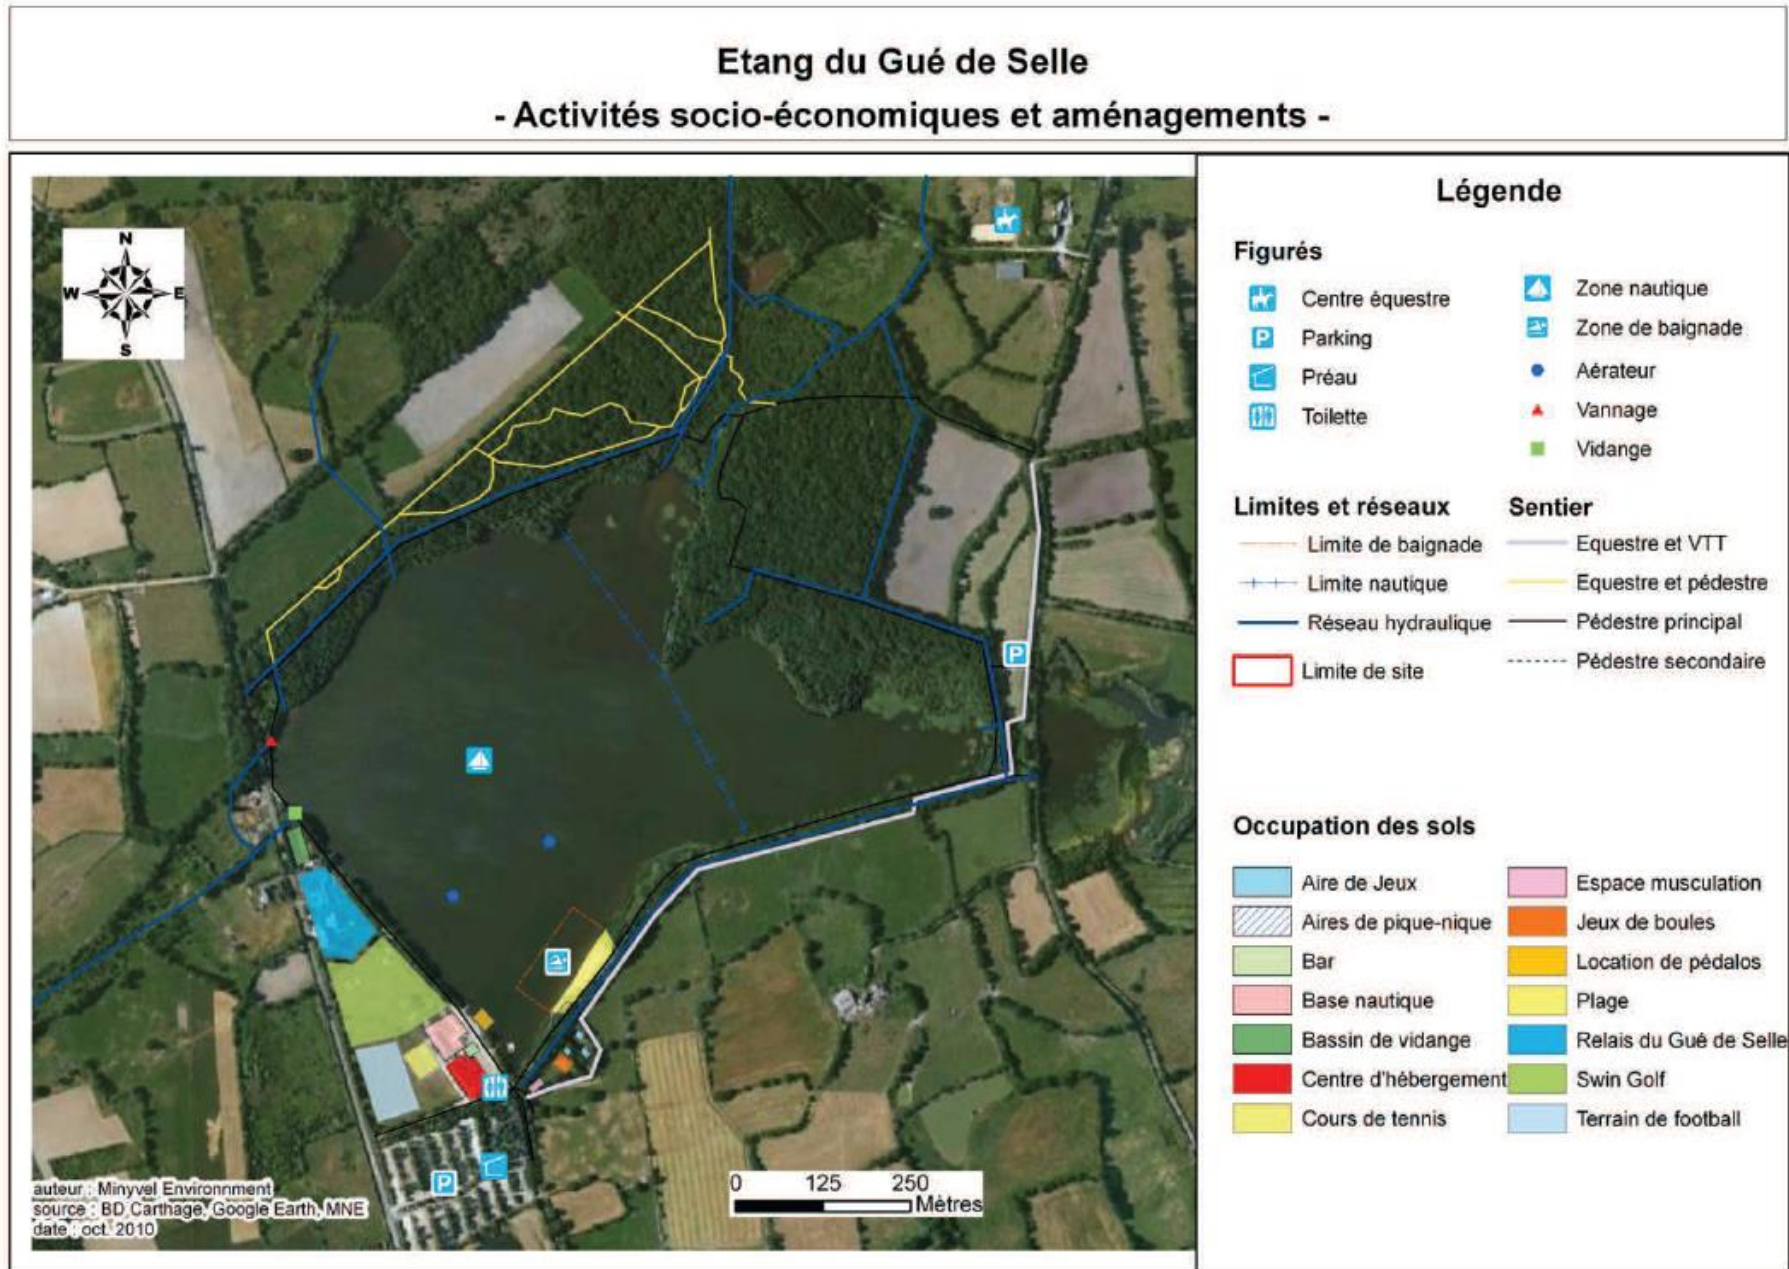 Etang du Gué de Selle
- Activités socio-économiques et aménagements -
N
W E
S
P
P
auteur : Minyvel Environnment
source : BD Carthage, Google Earth, MNE
date : oct. 2010
0 125 250
Mètres
Légende
Figurés
Centre équestre
P Parking
Préau
Toilette
Zone nautique
Zone de baignade
Aérateur
Vannage
Vidange
Limites et réseaux
Limite de baignade
Limite nautique
Réseau hydraulique
Limite de site
Sentier
Equestre et VTT
Equestre et pédestre
Pédestre principal
Pédestre secondaire
Occupation des sols
Aire de Jeux
Aires de pique-nique
Bar
Base nautique
Bassin de vidange
Centre d'hébergement
Cours de tennis
Espace musculation
Jeux de boules
Location de pédalos
Plage
Relais du Gué de Selle
Swin Golf
Terrain de football